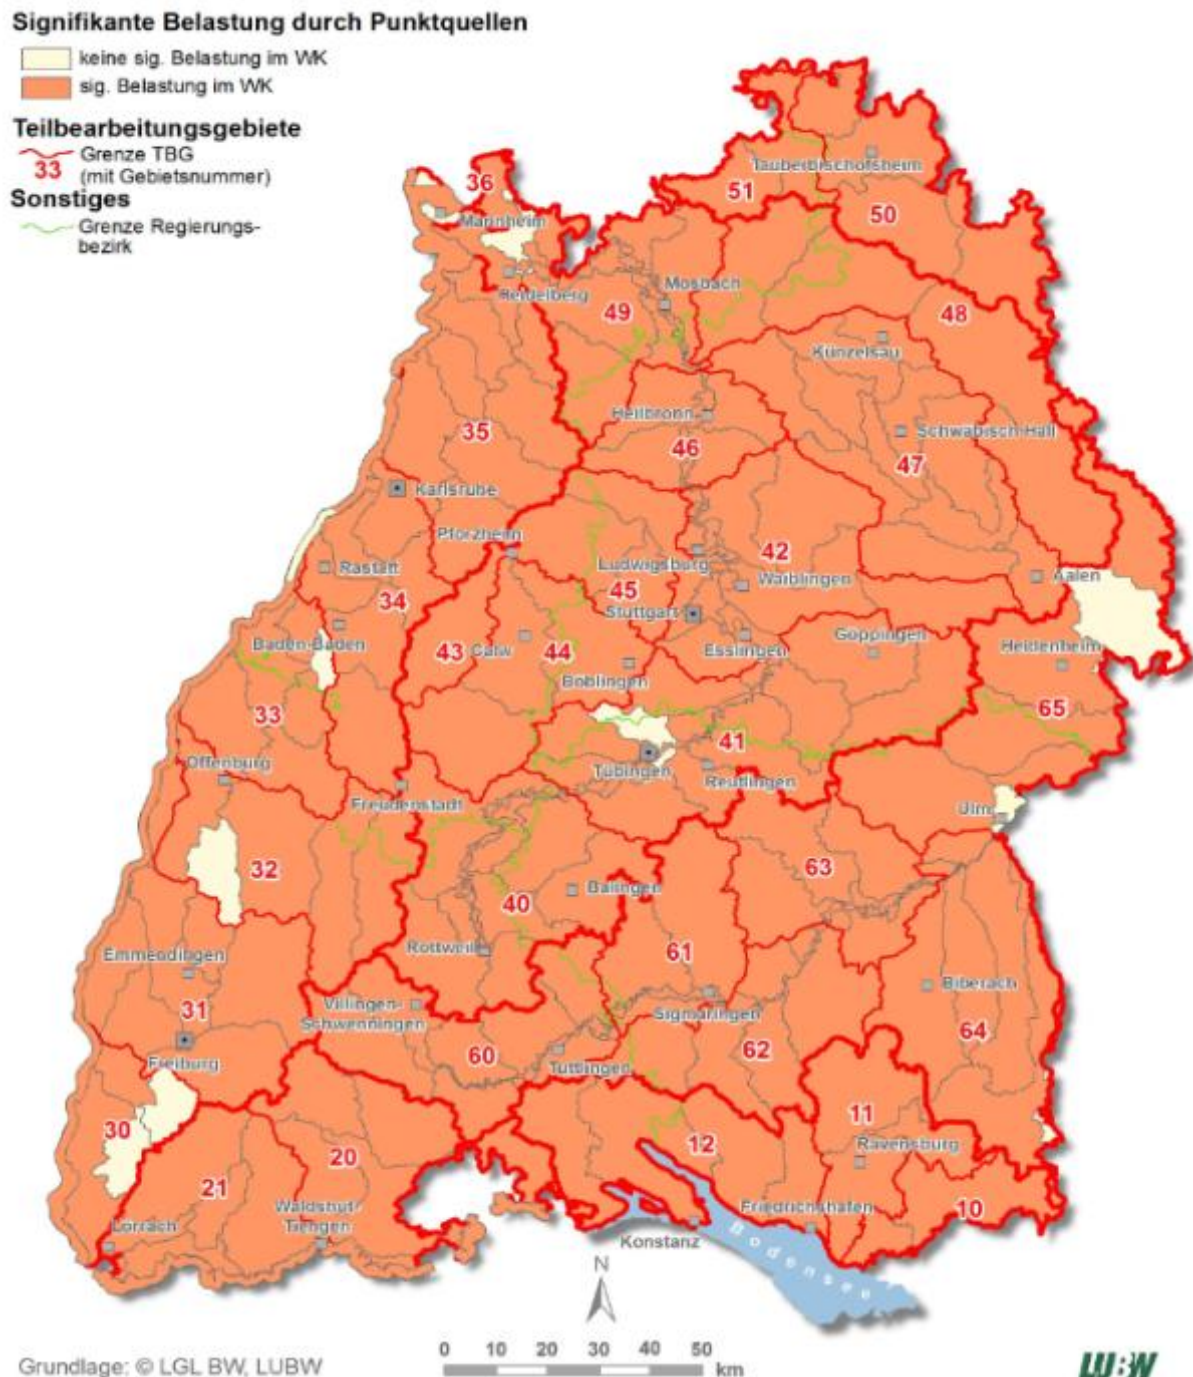 Signifikante Belastung durch Punktquellen
keine sig. Belastung im WK
sig. Belastung im WK
Teilbearbeitungsgebiete
33
Grenze TBG
(mit Gebietsnummer)
Sonstiges
Grenze Regierungs-
bezirk
36
Mannheim
Heidelberg
51
Tauberbischofsheim
50
Mosbach
49
48
Künzelsau
Heilbronn
46
35
Schwäbisch Hall
47
Karlsruhe
Pforzheim
Ludwigsburg
42
Waiblingen
Aalen
Rastatt
34
45
Stuttgart
Baden-Baden
43
Calw
44
Esslingen
Göppingen
Heidenheim
Böblingen
33
65
41
Offenburg
Tübingen
Reutlingen
Freudenstadt
Ulm
32
63
40
Balingen
Rottweil
61
Emmendingen
31
Villingen-
Schwenningen
Sigmaringen
Biberach
64
Freiburg
60
Tuttlingen
62
30
11
Ravensburg
12
20
21
Waldshut-
Tiengen
Lörrach
Friedrichshafen
10
Konstanz
Bodensee
N
0 10 20 30 40 50
km
Grundlage: © LGL BW, LUBW
LUBW